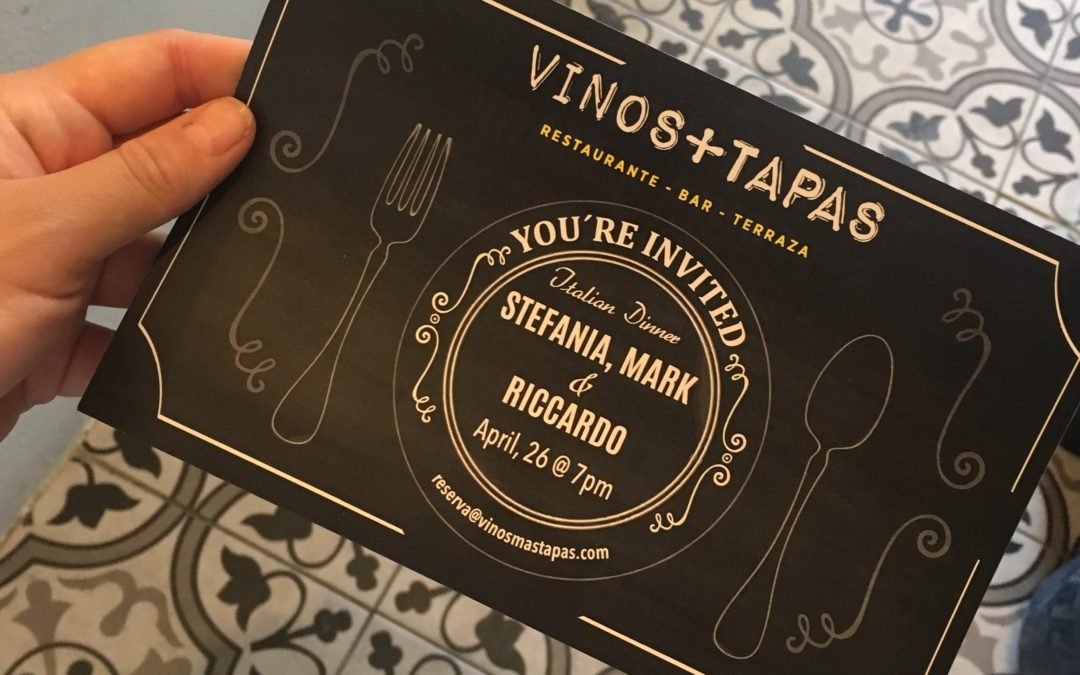 VINOS+TAPAS
RESTAURANTE - BAR - TERRAZA
YOU´RE INVITED
Italian Dinner
STEFANIA, MARK
&
RICCARDO
April, 26 @ 7pm
reserva@vinosmastapas.com